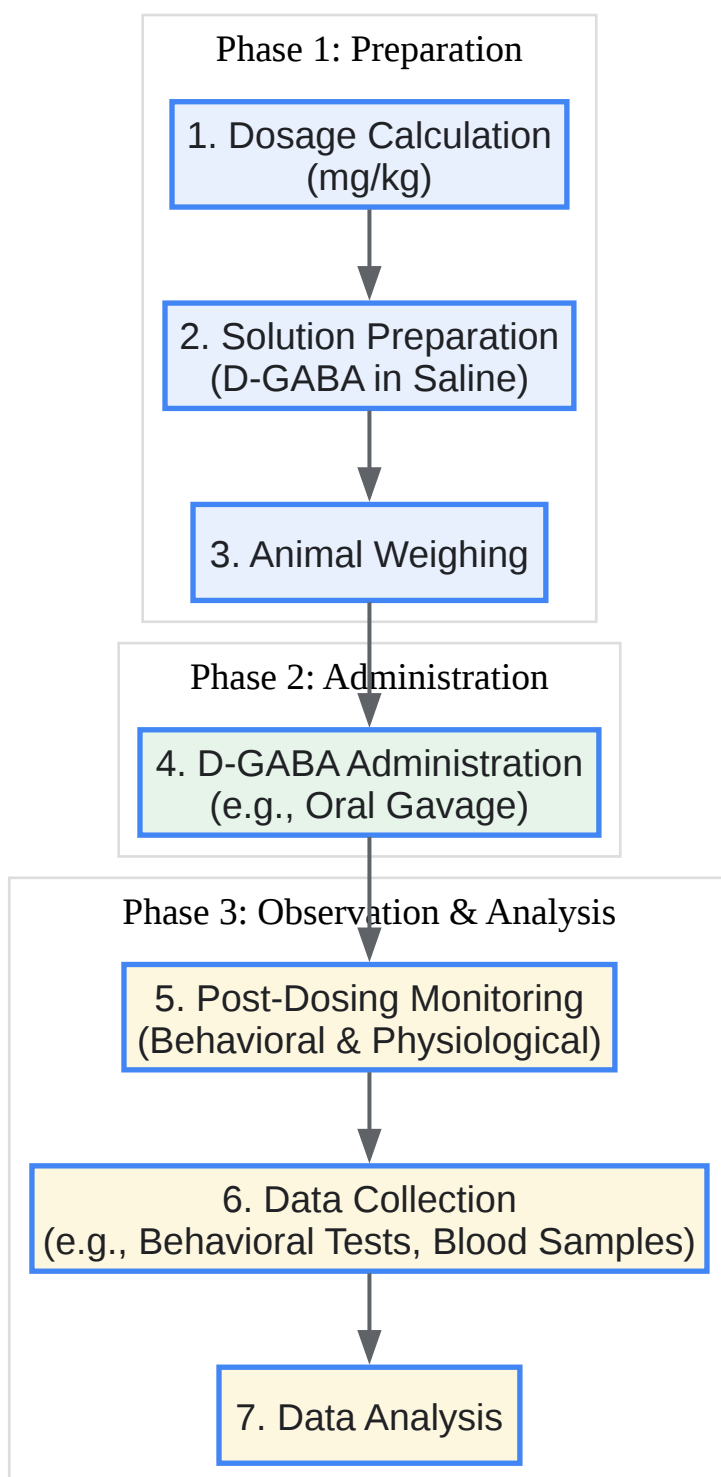 Phase 1: Preparation
1. Dosage Calculation
(mg/kg)
2. Solution Preparation
(D-GABA in Saline)
3. Animal Weighing
Phase 2: Administration
4. D-GABA Administration
(e.g., Oral Gavage)
Phase 3: Observation & Analysis
5. Post-Dosing Monitoring
(Behavioral & Physiological)
6. Data Collection
(e.g., Behavioral Tests, Blood Samples)
7. Data Analysis